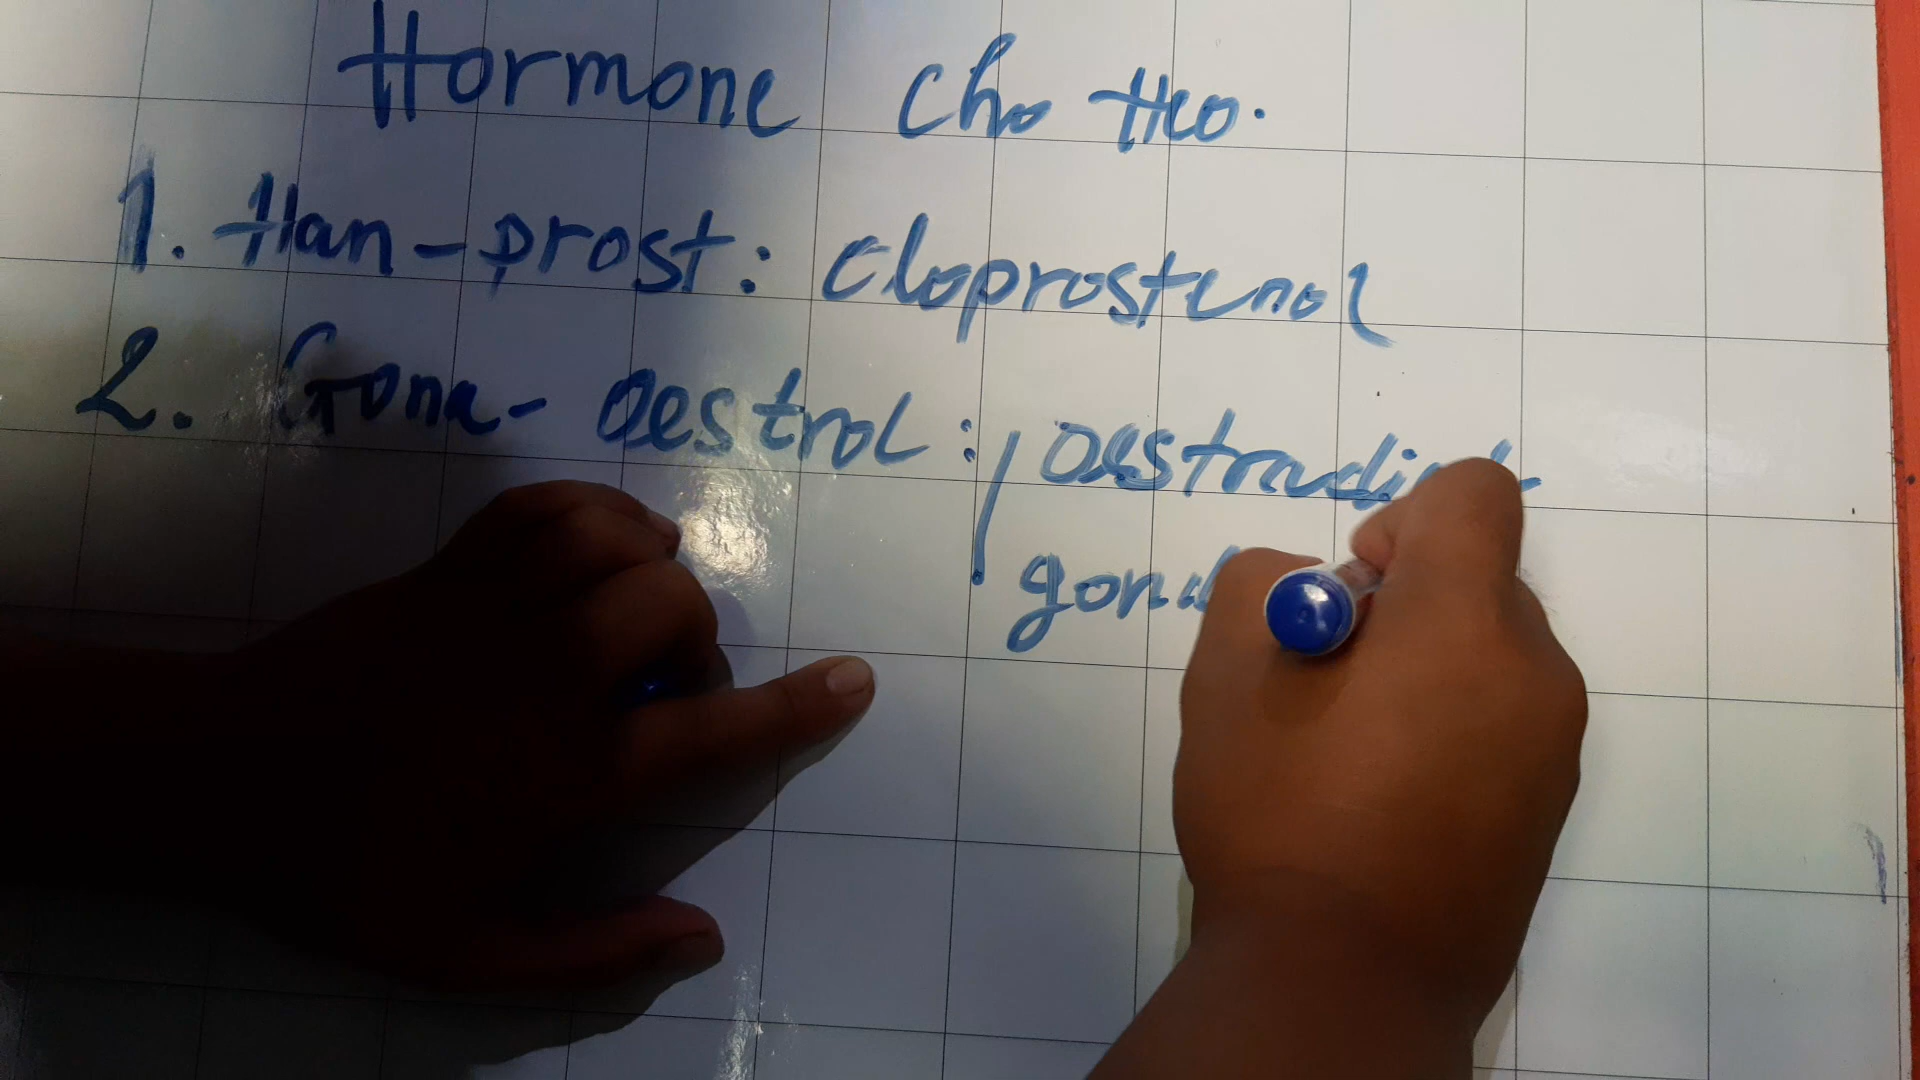 Hormone cho Heo.
1. Han-prost: Cloprostenol
2. Gona-Oestrol: Oestradiol